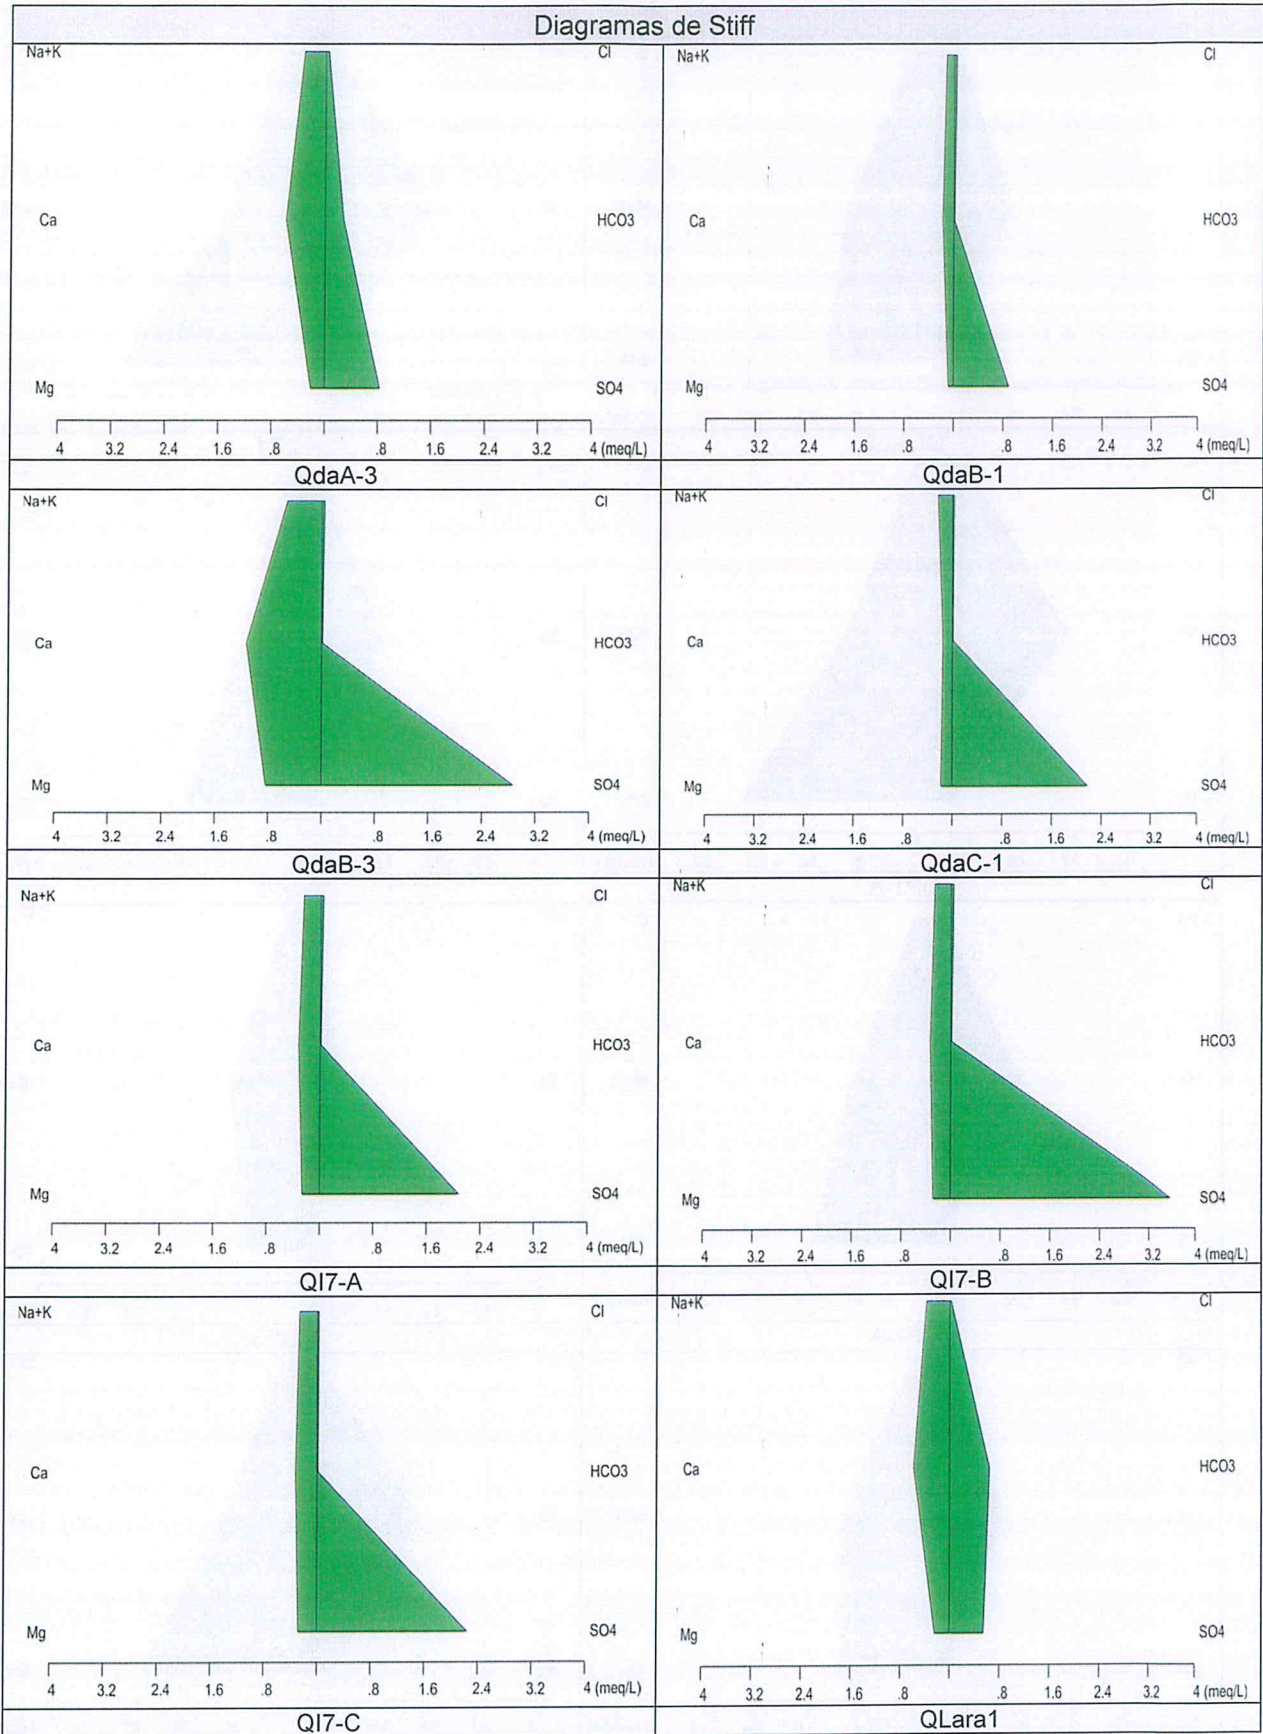 Diagramas de Stiff
Na+K Cl
Ca HCO3
Mg SO4
4 3.2 2.4 1.6 .8 .8 1.6 2.4 3.2 4 (meq/L)
QdaA-3
Na+K Cl
Ca HCO3
Mg SO4
4 3.2 2.4 1.6 .8 .8 1.6 2.4 3.2 4 (meq/L)
QdaB-1
Na+K Cl
Ca HCO3
Mg SO4
4 3.2 2.4 1.6 .8 .8 1.6 2.4 3.2 4 (meq/L)
QdaB-3
Na+K Cl
Ca HCO3
Mg SO4
4 3.2 2.4 1.6 .8 .8 1.6 2.4 3.2 4 (meq/L)
QdaC-1
Na+K Cl
Ca HCO3
Mg SO4
4 3.2 2.4 1.6 .8 .8 1.6 2.4 3.2 4 (meq/L)
QI7-A
Na+K Cl
Ca HCO3
Mg SO4
4 3.2 2.4 1.6 .8 .8 1.6 2.4 3.2 4 (meq/L)
QI7-B
Na+K Cl
Ca HCO3
Mg SO4
4 3.2 2.4 1.6 .8 .8 1.6 2.4 3.2 4 (meq/L)
QI7-C
Na+K Cl
Ca HCO3
Mg SO4
4 3.2 2.4 1.6 .8 .8 1.6 2.4 3.2 4 (meq/L)
QLara1